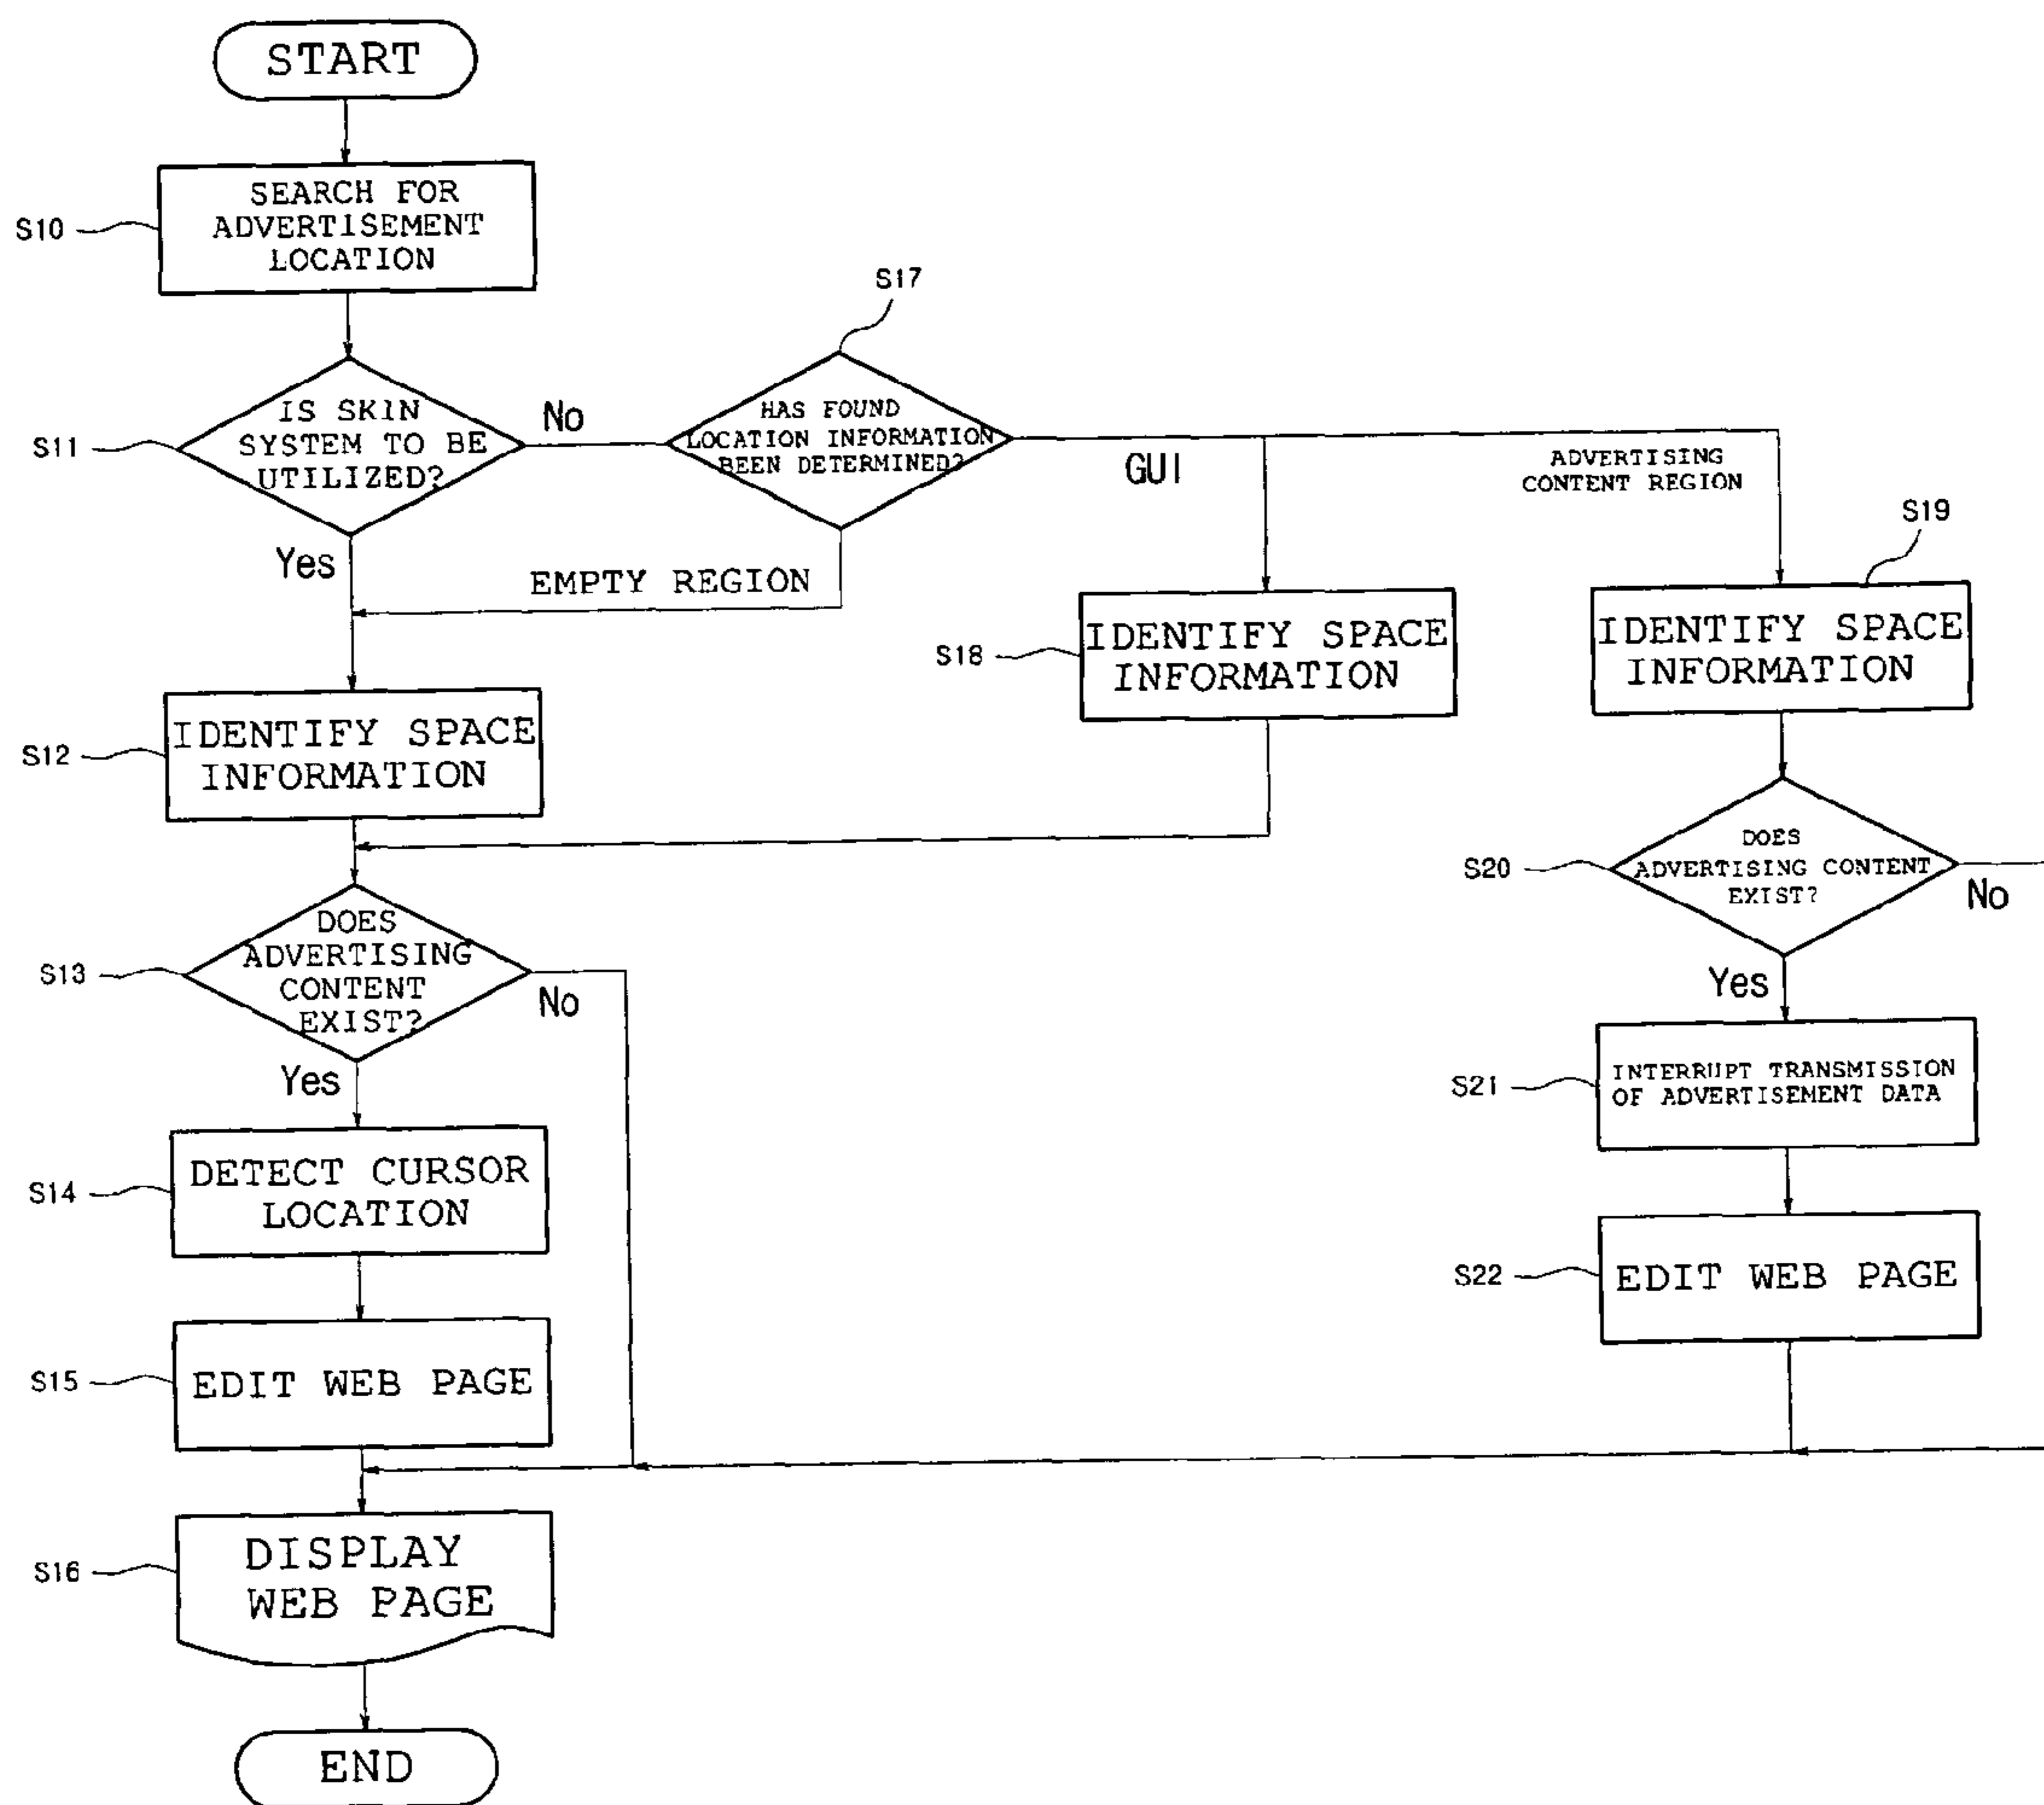 START
S10
SEARCH FOR
ADVERTISEMENT
LOCATION
S11
IS SKIN
SYSTEM TO BE
UTILIZED?
No
Yes
S17
HAS FOUND
LOCATION INFORMATION
BEEN DETERMINED?
GUI
ADVERTISING
CONTENT REGION
EMPTY REGION
S12
IDENTIFY SPACE
INFORMATION
S18
IDENTIFY SPACE
INFORMATION
S19
IDENTIFY SPACE
INFORMATION
S13
DOES
ADVERTISING
CONTENT
EXIST?
No
Yes
S20
DOES
ADVERTISING CONTENT
EXIST?
No
Yes
S14
DETECT CURSOR
LOCATION
S21
INTERRUPT TRANSMISSION
OF ADVERTISEMENT DATA
S15
EDIT WEB PAGE
S22
EDIT WEB PAGE
S16
DISPLAY
WEB PAGE
END